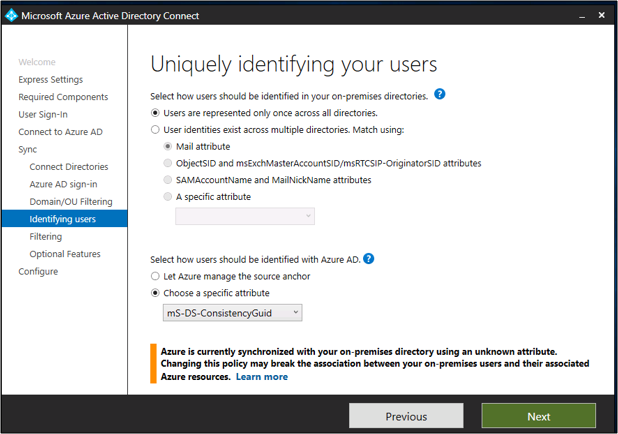 Microsoft Azure Active Directory Connect
Welcome
Express Settings
Required Components
User Sign-In
Connect to Azure AD
Sync
Connect Directories
Azure AD sign-in
Domain/OU Filtering
Identifying users
Filtering
Optional Features
Configure
Uniquely identifying your users
Select how users should be identified in your on-premises directories. ?
Users are represented only once across all directories.
User identities exist across multiple directories. Match using:
Mail attribute
ObjectSID and msExchMasterAccountSID/msRTCSIP-OriginatorSID attributes
SAMAccountName and MailNickName attributes
A specific attribute
Select how users should be identified with Azure AD. ?
Let Azure manage the source anchor
Choose a specific attribute
mS-DS-ConsistencyGuid
Azure is currently synchronized with your on-premises directory using an unknown attribute.
Changing this policy may break the association between your on-premises users and their associated
Azure resources. Learn more
Previous
Next